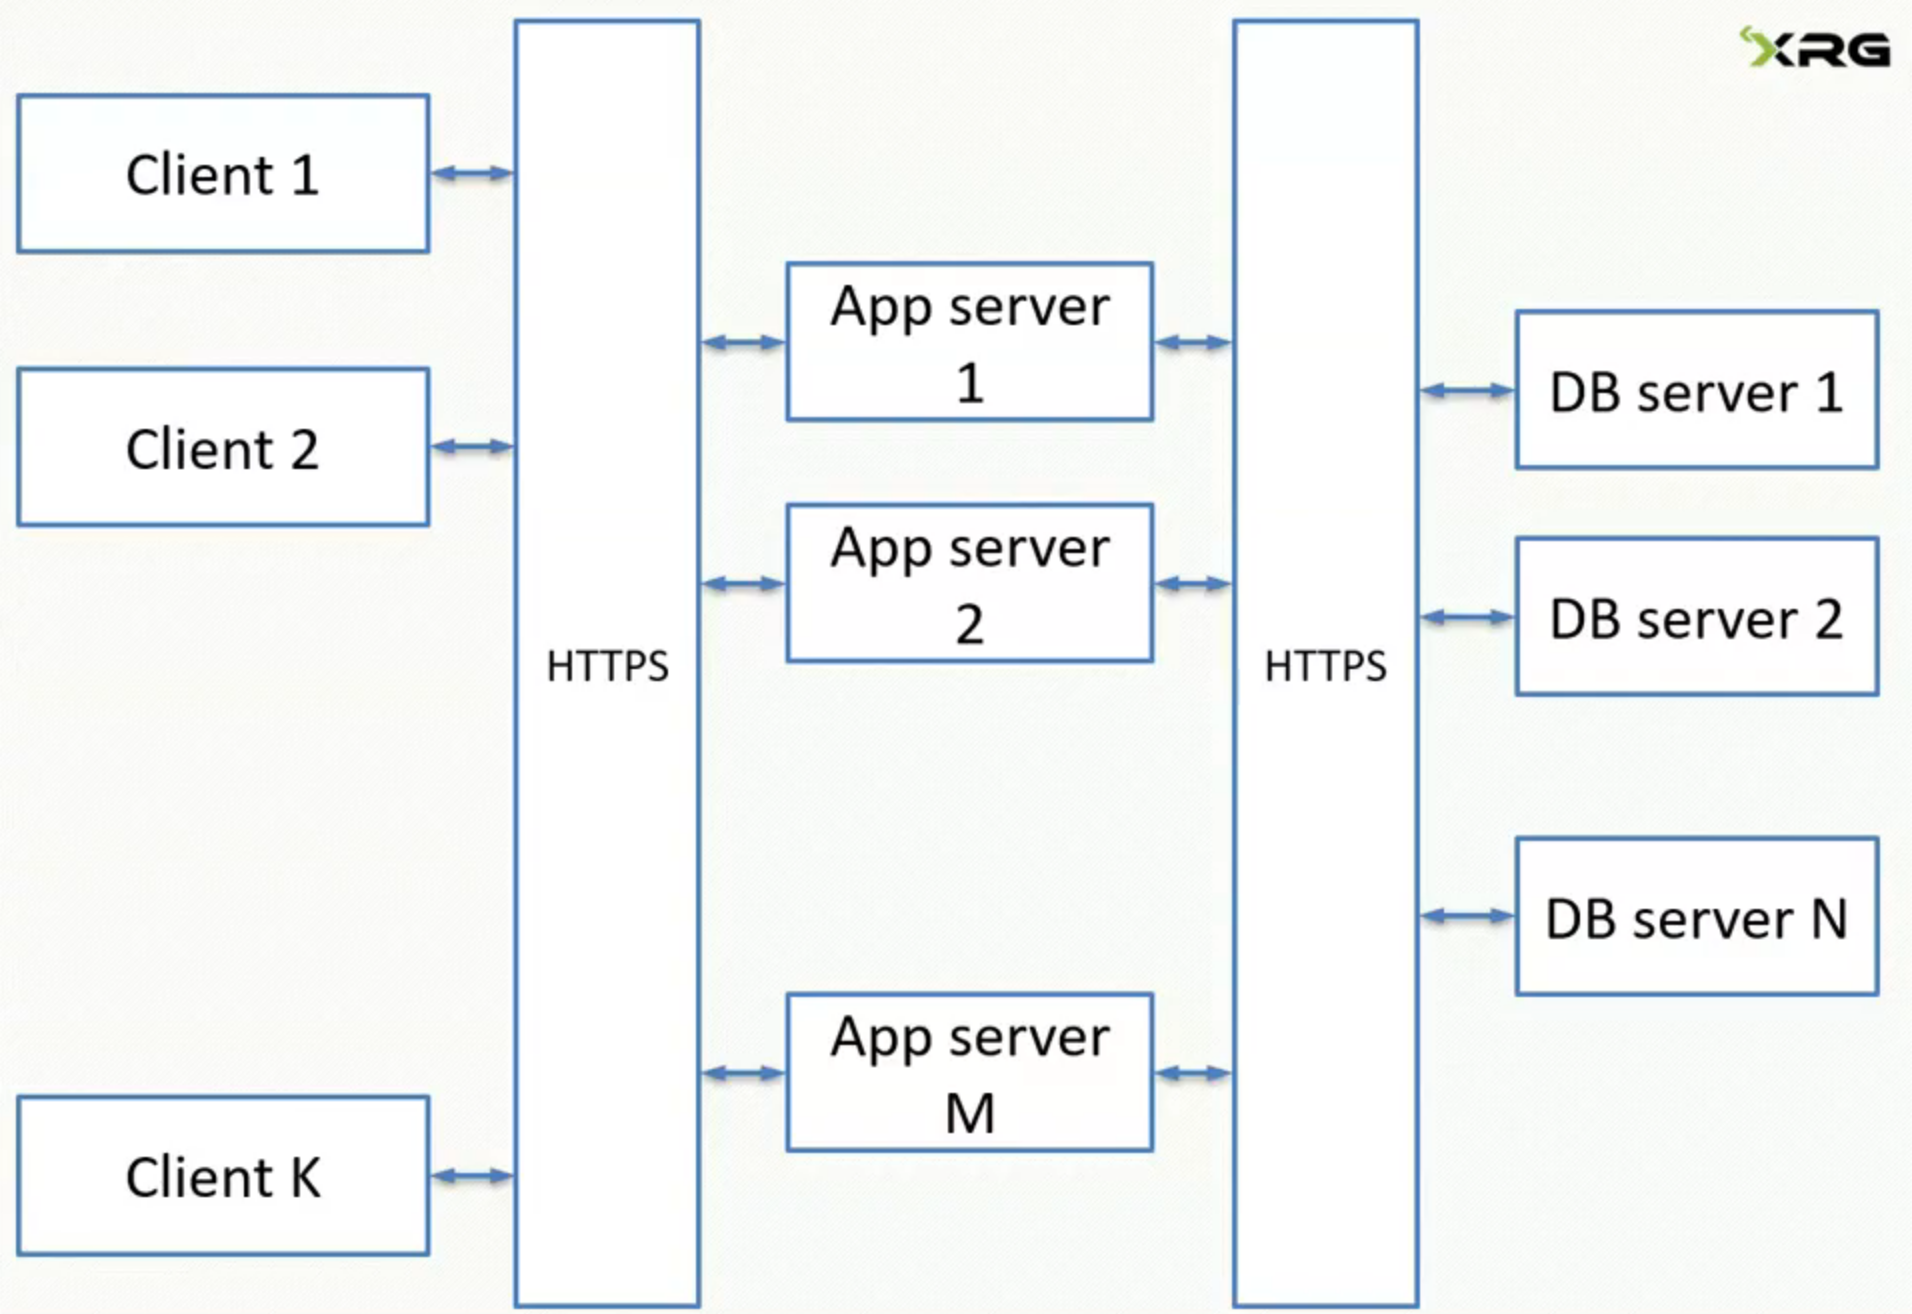 XRG
Client 1
Client 2
Client K
HTTPS
App server
1
App server
2
App server
M
HTTPS
DB server 1
DB server 2
DB server N